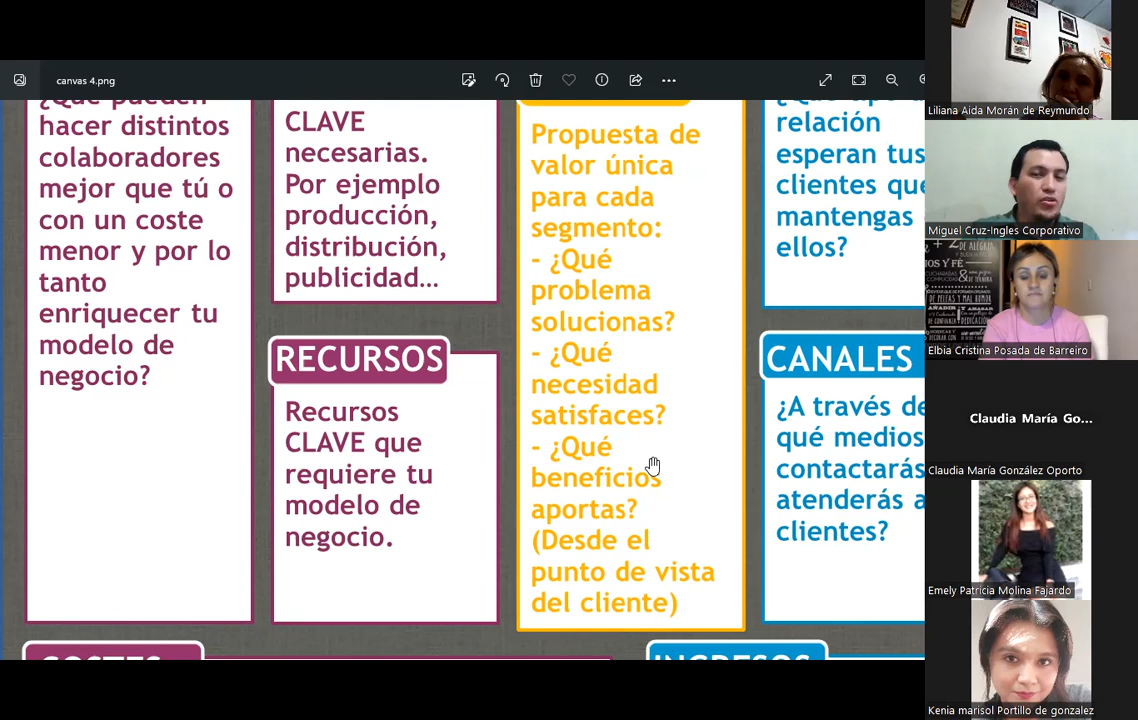 canvas 4.png
¿Qué pueden
hacer distintos
colaboradores
mejor que tú o
con un coste
menor y por lo
tanto
enriquecer tu
modelo de
negocio?
CLAVE
necesarias.
Por ejemplo
producción,
distribución,
publicidad...
RECURSOS
Recursos
CLAVE que
requiere tu
modelo de
negocio.
Propuesta de
valor única
para cada
segmento:
- ¿Qué
problema
solucionas?
- ¿Qué
necesidad
satisfaces?
- ¿Qué
beneficios
aportas?
(Desde el
punto de vista
del cliente)
relación
esperan tus
clientes que
mantengas
ellos?
CANALES
¿A través de
qué medios
contactarás
atenderás a
clientes?
COSTES
INGRESOS
Liliana Aida Morán de Reymundo
Miguel Cruz-Ingles Corporativo
Elbia Cristina Posada de Barreiro
Claudia María Go...
Claudia María González Oporto
Emely Patricia Molina Fajardo
Kenia marisol Portillo de gonzalez